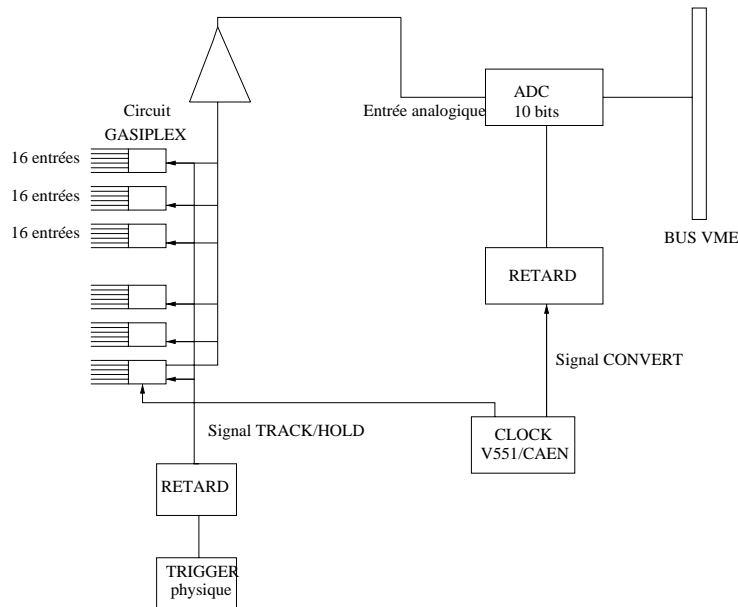 Circuit
GASIPLEX
16 entrées
16 entrées
16 entrées
Entrée analogique
ADC
10 bits
BUS VME
RETARD
Signal CONVERT
Signal TRACK/HOLD
CLOCK
V551/CAEN
RETARD
TRIGGER
physique